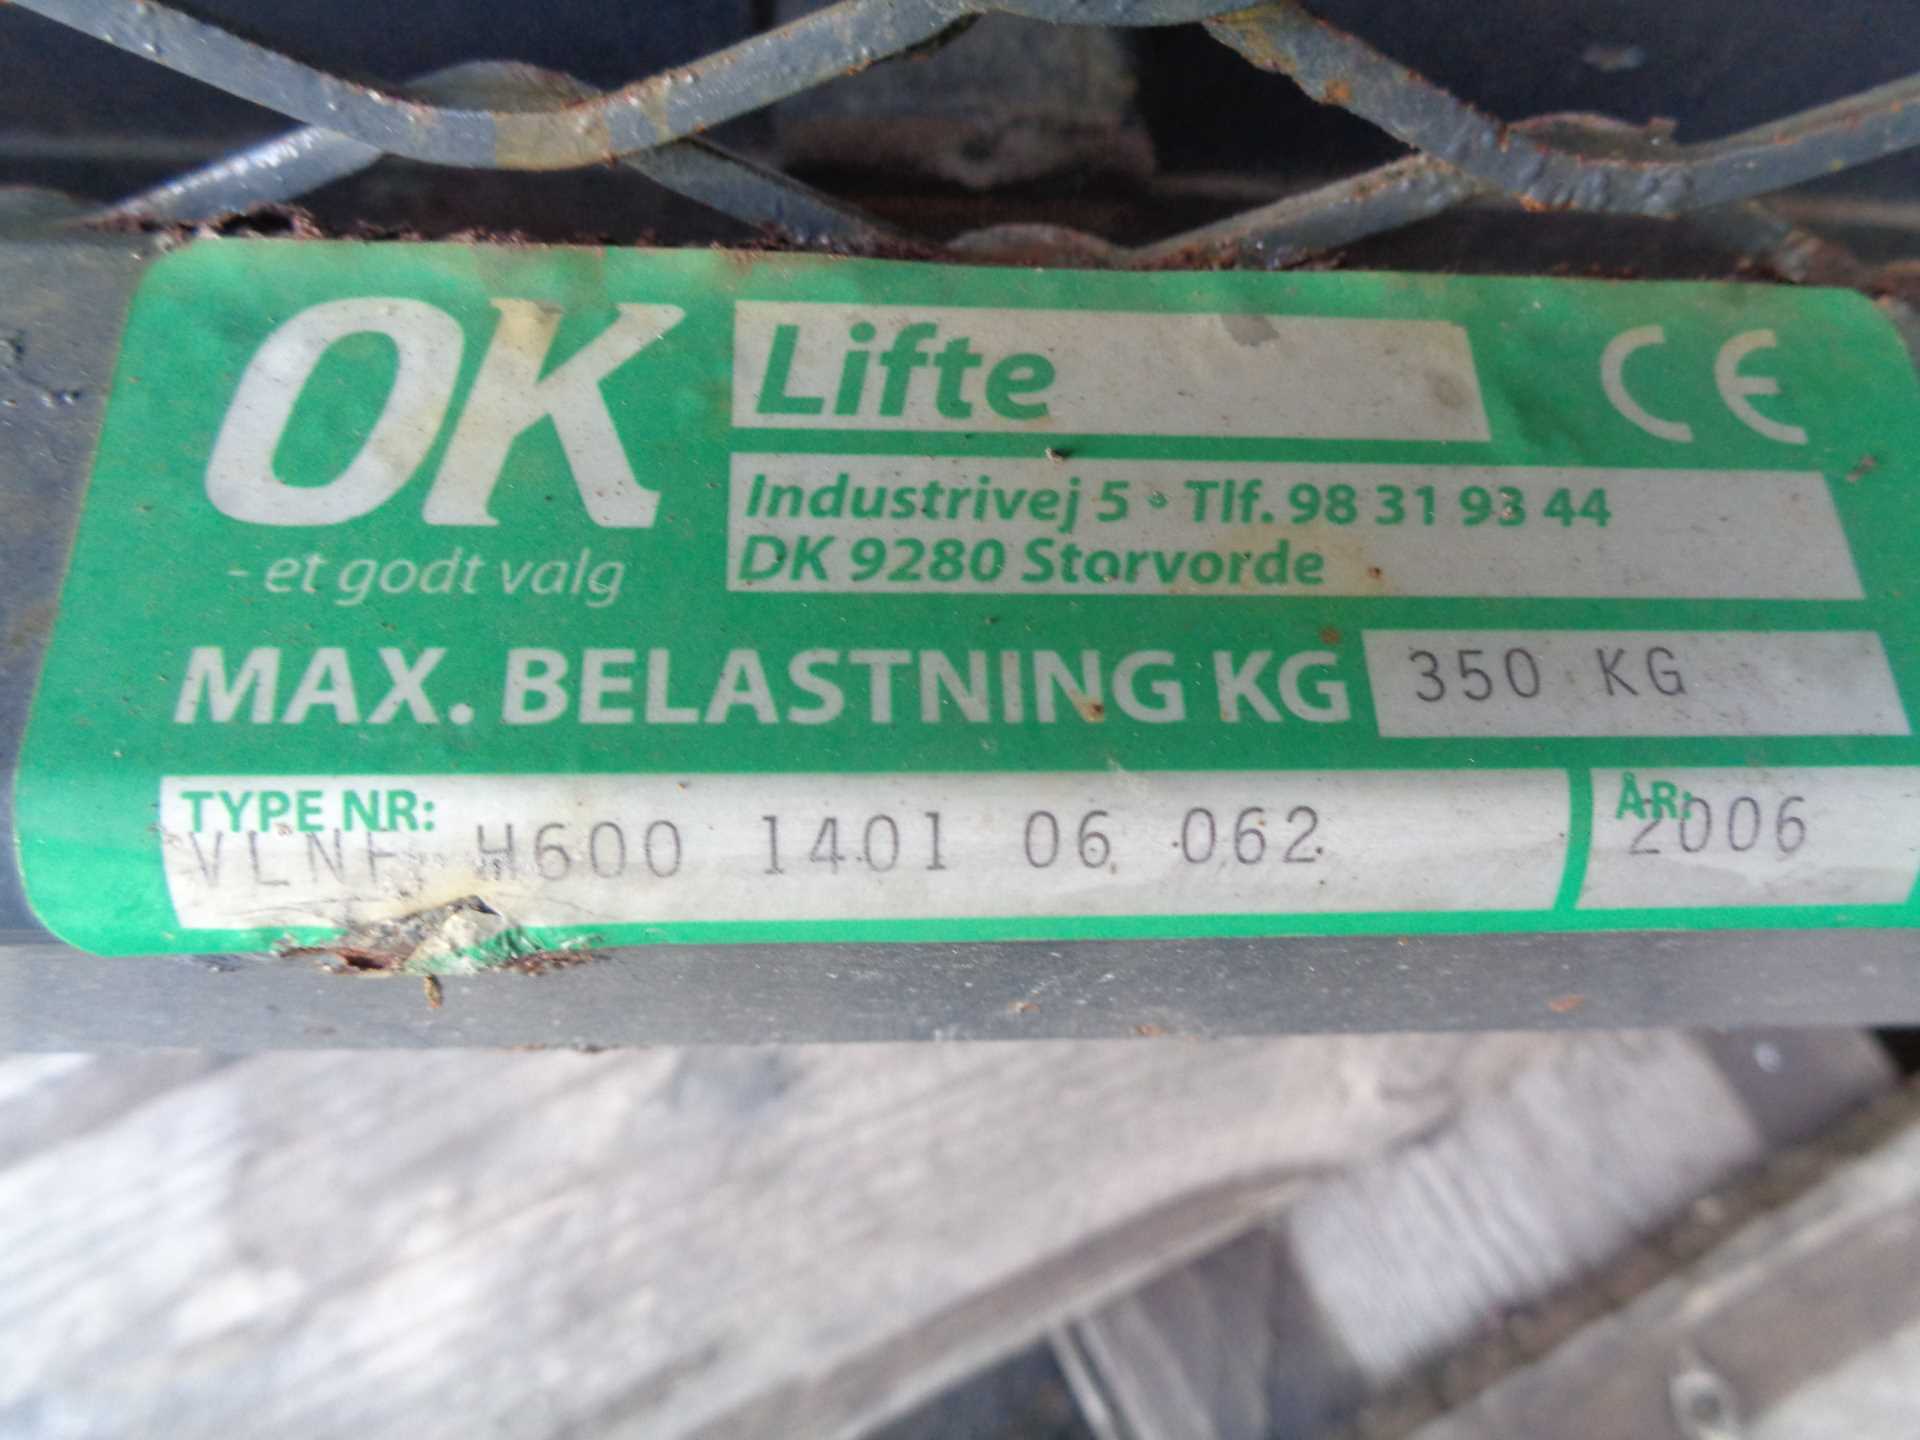 OK
- et godt valg
Lifte
CE
Industrivej 5 • Tlf. 98 31 93 44
DK 9280 Storvorde
MAX. BELASTNING KG 350 KG
TYPE NR: ÅR:
H600 1401 06 062 2006